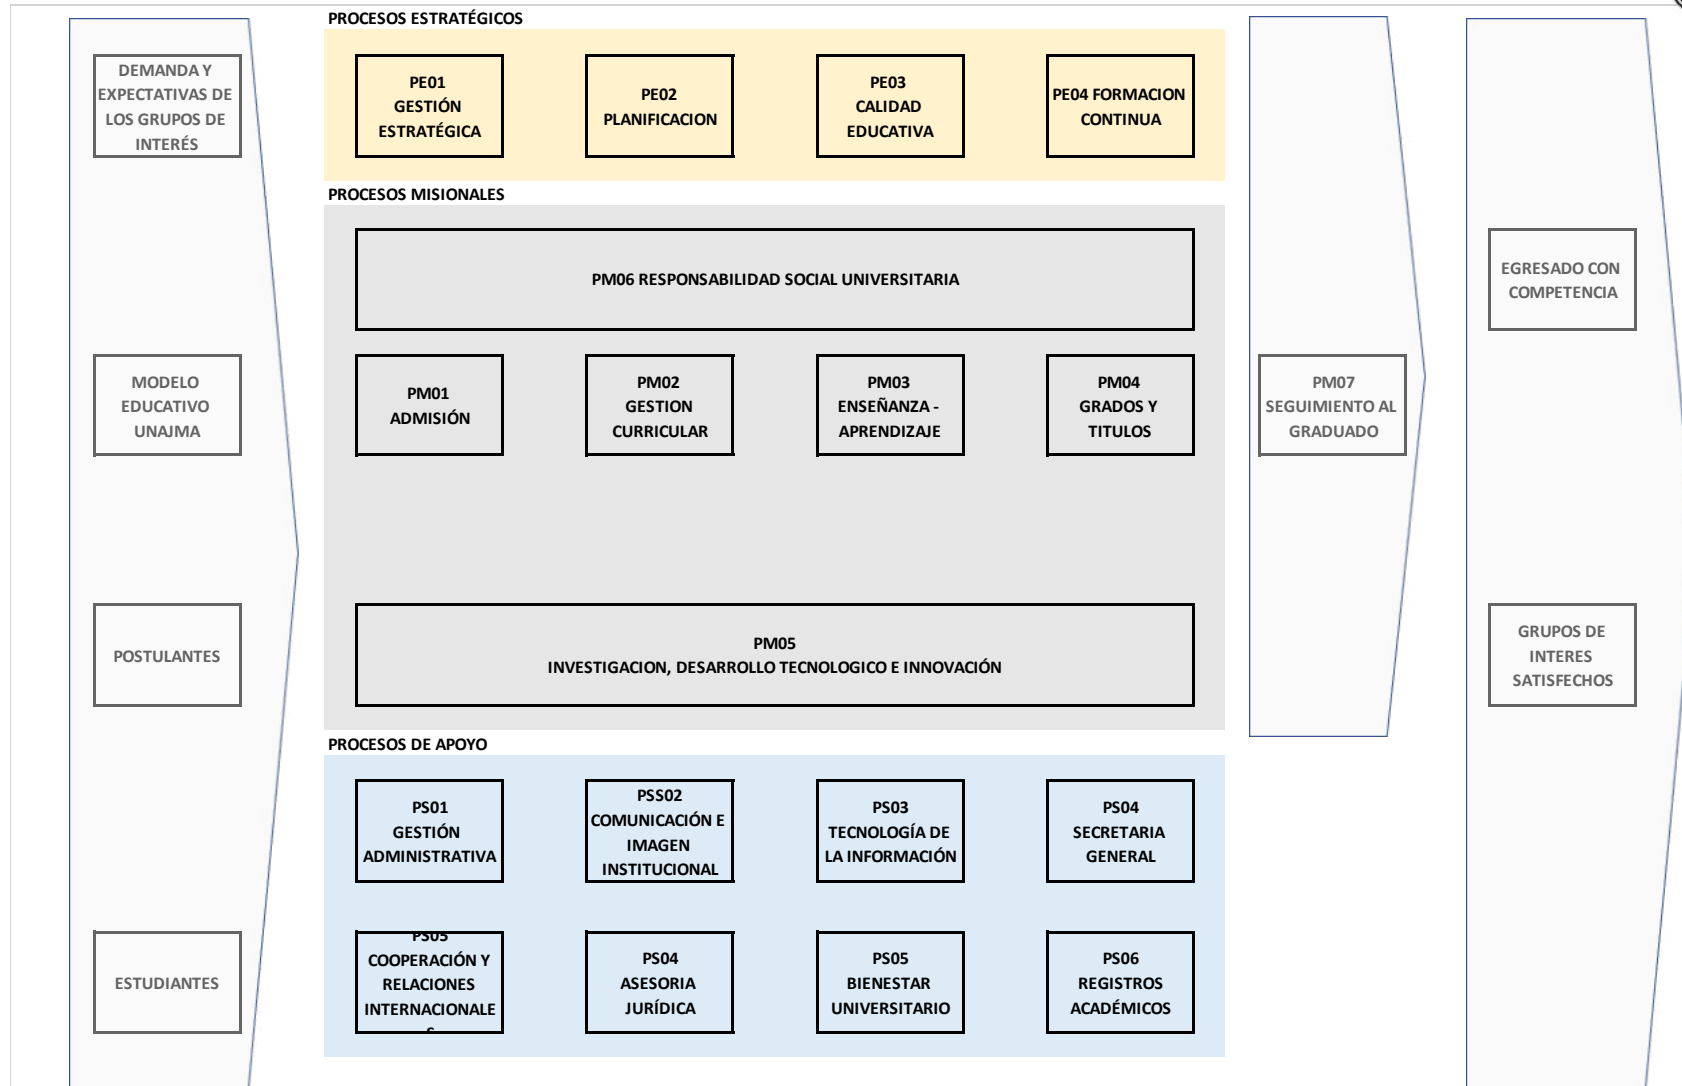 DEMANDA Y
EXPECTATIVAS DE
LOS GRUPOS DE
INTERÉS
MODELO
EDUCATIVO
UNAJMA
POSTULANTES
ESTUDIANTES
PROCESOS ESTRATÉGICOS
PE01
GESTIÓN
ESTRATÉGICA
PE02
PLANIFICACION
PE03
CALIDAD
EDUCATIVA
PE04 FORMACION
CONTINUA
PROCESOS MISIONALES
PM06 RESPONSABILIDAD SOCIAL UNIVERSITARIA
PM01
ADMISIÓN
PM02
GESTION
CURRICULAR
PM03
ENSEÑANZA -
APRENDIZAJE
PM04
GRADOS Y
TITULOS
PM05
INVESTIGACION, DESARROLLO TECNOLOGICO E INNOVACIÓN
PROCESOS DE APOYO
PS01
GESTIÓN
ADMINISTRATIVA
PSS02
COMUNICACIÓN E
IMAGEN
INSTITUCIONAL
PS03
TECNOLOGÍA DE
LA INFORMACIÓN
PS04
SECRETARIA
GENERAL
PS05
COOPERACIÓN Y
RELACIONES
INTERNACIONALE
S
PS04
ASESORIA
JURÍDICA
PS05
BIENESTAR
UNIVERSITARIO
PS06
REGISTROS
ACADÉMICOS
PM07
SEGUIMIENTO AL
GRADUADO
EGRESADO CON
COMPETENCIA
GRUPOS DE
INTERES
SATISFECHOS